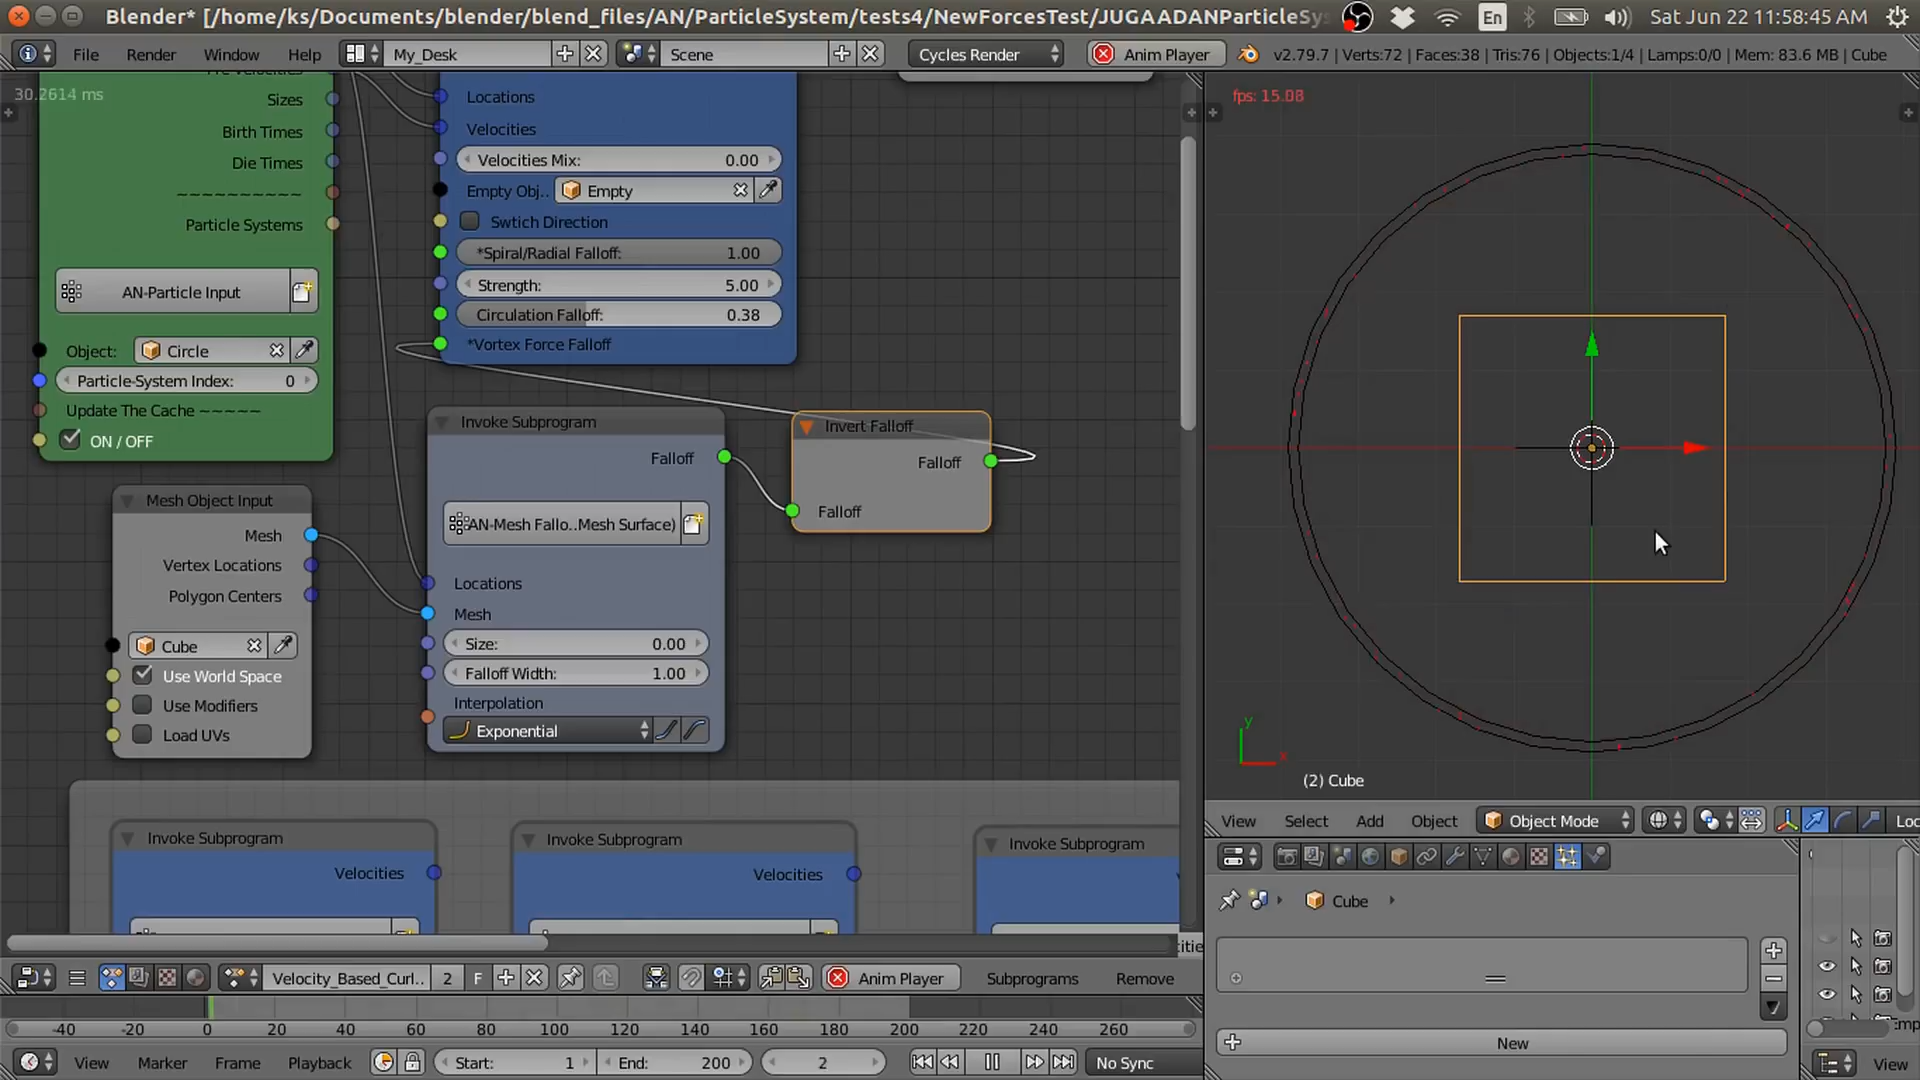 Blender* [/home/ks/Documents/blender/blend_files/AN/ParticleSystem/tests4/NewForcesTest/JUGAADANParticleSys
En
Sat Jun 22 11:58:45 AM
File Render Window Help My_Desk Scene Cycles Render Anim Player v2.79.7 | Verts:72 | Faces:38 | Tris:76 | Objects:1/4 | Lamps:0/0 | Mem: 83.6 MB | Cube
30.2614 ms
Sizes
Birth Times
Die Times
~~~~~~~~~~
Particle Systems
AN-Particle Input
Object: Circle
Particle-System Index: 0
Update The Cache ~~~~~
ON / OFF
Locations
Velocities
Velocities Mix: 0.00
Empty Obj.. Empty
Swtich Direction
*Spiral/Radial Falloff: 1.00
Strength: 5.00
Circulation Falloff: 0.38
*Vortex Force Falloff
Mesh Object Input
Mesh
Vertex Locations
Polygon Centers
Cube
Use World Space
Use Modifiers
Load UVs
Invoke Subprogram
Falloff
AN-Mesh Fallo..Mesh Surface)
Locations
Mesh
Size: 0.00
Falloff Width: 1.00
Interpolation
Exponential
Invert Falloff
Falloff
Falloff
Invoke Subprogram
Velocities
Invoke Subprogram
Velocities
Invoke Subprogram
Velocity_Based_Curl.. 2 F Anim Player Subprograms Remove
-40 -20 0 20 40 60 80 100 120 140 160 180 200 220 240 260
View Marker Frame Playback Start: 1 End: 200 2 No Sync
fps: 15.08
y
x
(2) Cube
View Select Add Object Object Mode Loc
Cube
New
View